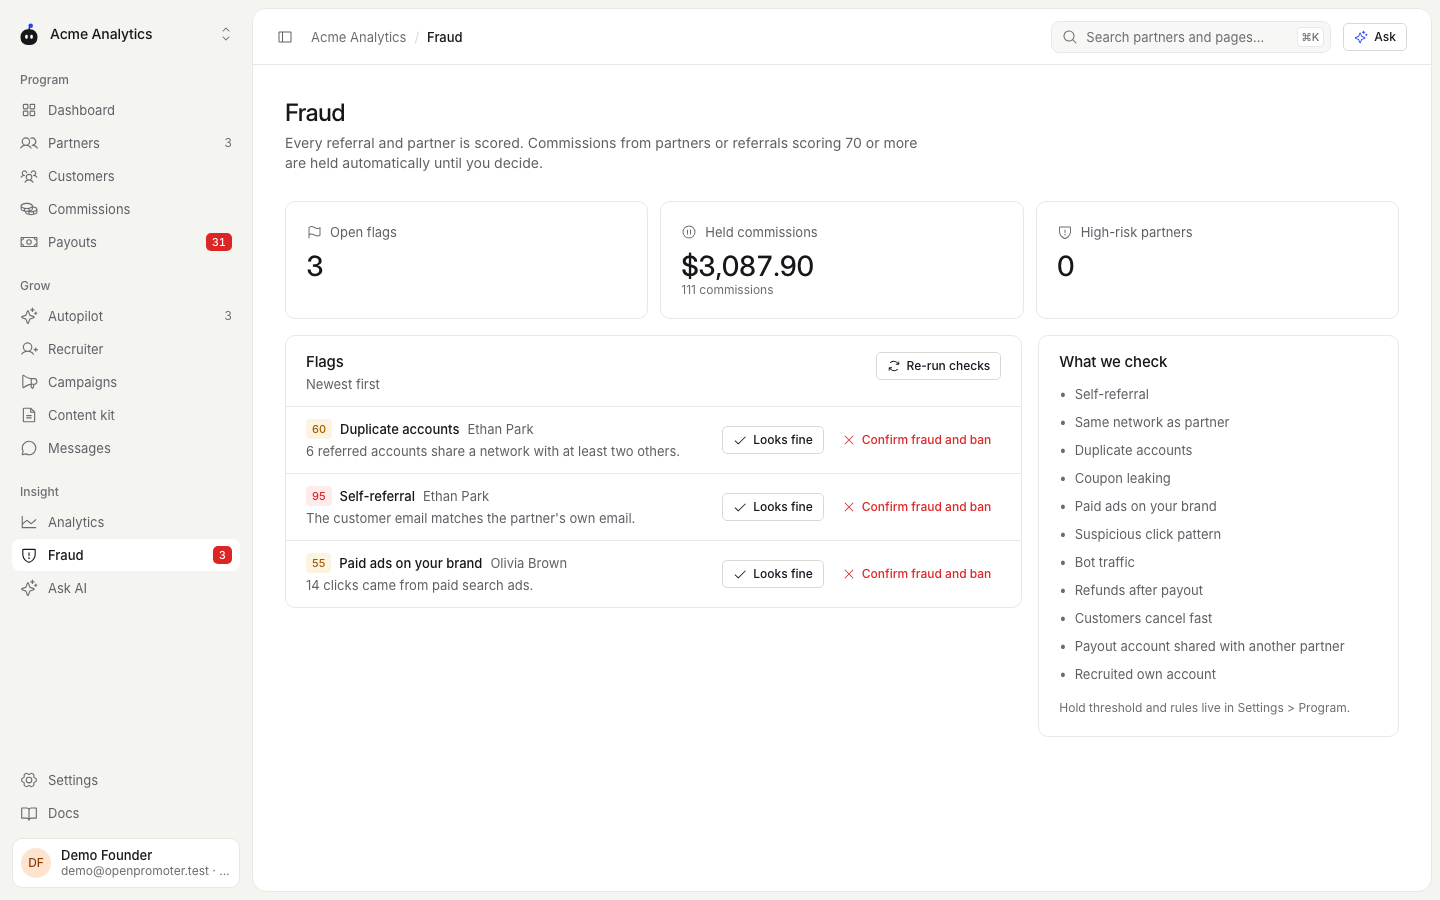 Acme Analytics
Program
Dashboard
Partners 3
Customers
Commissions
Payouts 31
Grow
Autopilot 3
Recruiter
Campaigns
Content kit
Messages
Insight
Analytics
Fraud 3
Ask AI
Settings
Docs
DF
Demo Founder
demo@openpromoter.test · ...
Acme Analytics / Fraud
Search partners and pages... ⌘K
Ask
Fraud
Every referral and partner is scored. Commissions from partners or referrals scoring 70 or more
are held automatically until you decide.
Open flags
3
Held commissions
$3,087.90
111 commissions
High-risk partners
0
Flags
Newest first
Re-run checks
60 Duplicate accounts Ethan Park
6 referred accounts share a network with at least two others.
Looks fine
Confirm fraud and ban
95 Self-referral Ethan Park
The customer email matches the partner's own email.
Looks fine
Confirm fraud and ban
55 Paid ads on your brand Olivia Brown
14 clicks came from paid search ads.
Looks fine
Confirm fraud and ban
What we check
• Self-referral
• Same network as partner
• Duplicate accounts
• Coupon leaking
• Paid ads on your brand
• Suspicious click pattern
• Bot traffic
• Refunds after payout
• Customers cancel fast
• Payout account shared with another partner
• Recruited own account
Hold threshold and rules live in Settings > Program.